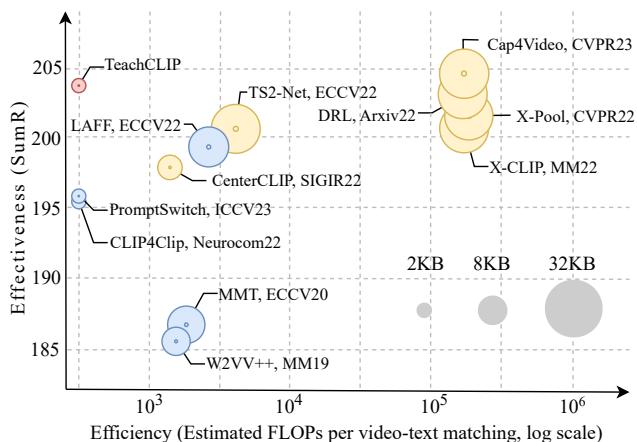 Effectiveness (SumR)
205
200
195
190
185
TeachCLIP
Cap4Video, CVPR23
TS2-Net, ECCV22
DRL, Arxiv22
X-Pool, CVPR22
LAFF, ECCV22
X-CLIP, MM22
CenterCLIP, SIGIR22
PromptSwitch, ICCV23
CLIP4Clip, Neurocom22
2KB 8KB 32KB
MMT, ECCV20
W2VV++, MM19
10³ 10⁴ 10⁵ 10⁶
Efficiency (Estimated FLOPs per video-text matching, log scale)